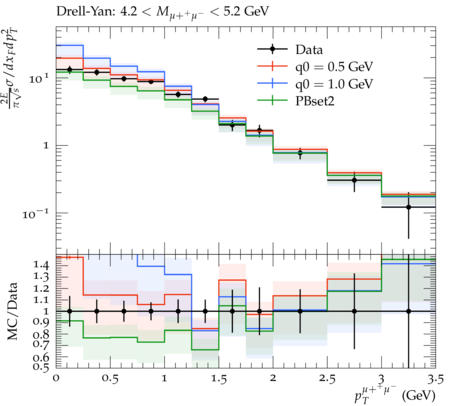 Drell-Yan: 4.2 < M_{μ+^+μ^-} < 5.2 GeV
\frac{2E}{π√s} σ/dx_F dp_T^2
10^1
1
10^{−1}
Data
q0 = 0.5 GeV
q0 = 1.0 GeV
PBset2
MC/Data
1.4
1.3
1.2
1.1
1
0.9
0.8
0.7
0.6
0.5
0 0.5 1 1.5 2 2.5 3 3.5
p_T^{μ+^+μ^-} (GeV)